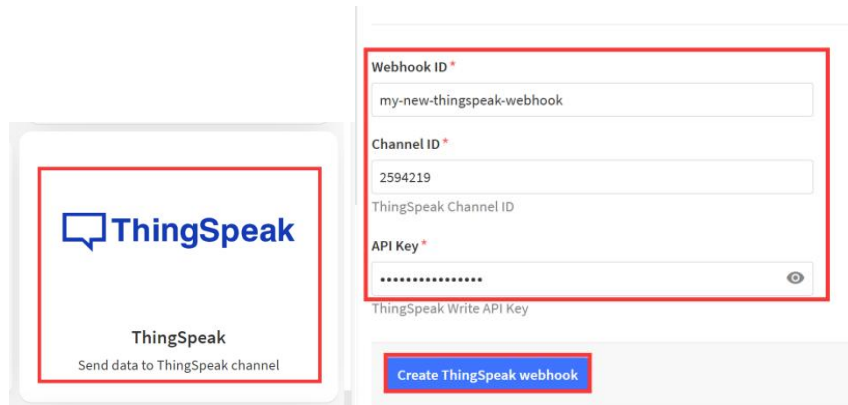 ThingSpeak
ThingSpeak
Send data to ThingSpeak channel
Webhook ID *
my-new-thingspeak-webhook
Channel ID *
2594219
ThingSpeak Channel ID
API Key *
••••••••••••••••
ThingSpeak Write API Key
Create ThingSpeak webhook